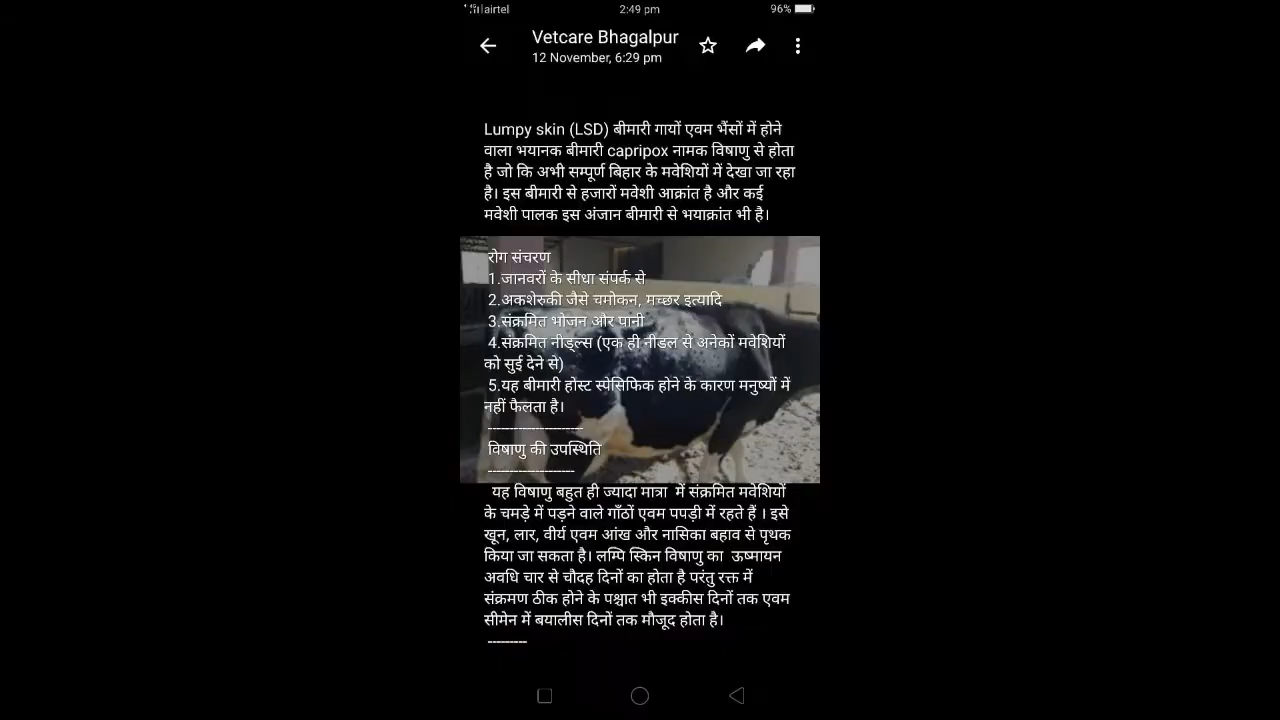 airtel
2:49 pm
96%
Vetcare Bhagalpur
12 November, 6:29 pm
Lumpy skin (LSD) बीमारी गायों एवम भैंसों में होने
वाला भयानक बीमारी capripox नामक विषाणु से होता
है जो कि अभी सम्पूर्ण बिहार के मवेशियों में देखा जा रहा
है। इस बीमारी से हजारों मवेशी आक्रांत है और कई
मवेशी पालक इस अंजान बीमारी से भयाक्रांत भी है।
रोग संचरण
1.जानवरों के सीधा संपर्क से
2.अकशेरुकी जैसे चमोकन, मच्छर इत्यादि
3.संक्रमित भोजन और पानी
4.संक्रमित नीड्ल्स (एक ही नीडल से अनेकों मवेशियों
को सुई देने से)
5.यह बीमारी होस्ट स्पेसिफिक होने के कारण मनुष्यों में
नहीं फैलता है।
----------------------
विषाणु की उपस्थिति
--------------------
यह विषाणु बहुत ही ज्यादा मात्रा में संक्रमित मवेशियों
के चमड़े में पड़ने वाले गाँठों एवम पपड़ी में रहते हैं । इसे
खून, लार, वीर्य एवम आंख और नासिका बहाव से पृथक
किया जा सकता है। लम्पि स्किन विषाणु का ऊष्मायन
अवधि चार से चौदह दिनों का होता है परंतु रक्त में
संक्रमण ठीक होने के पश्चात भी इक्कीस दिनों तक एवम
सीमेन में बयालीस दिनों तक मौजूद होता है।
---------